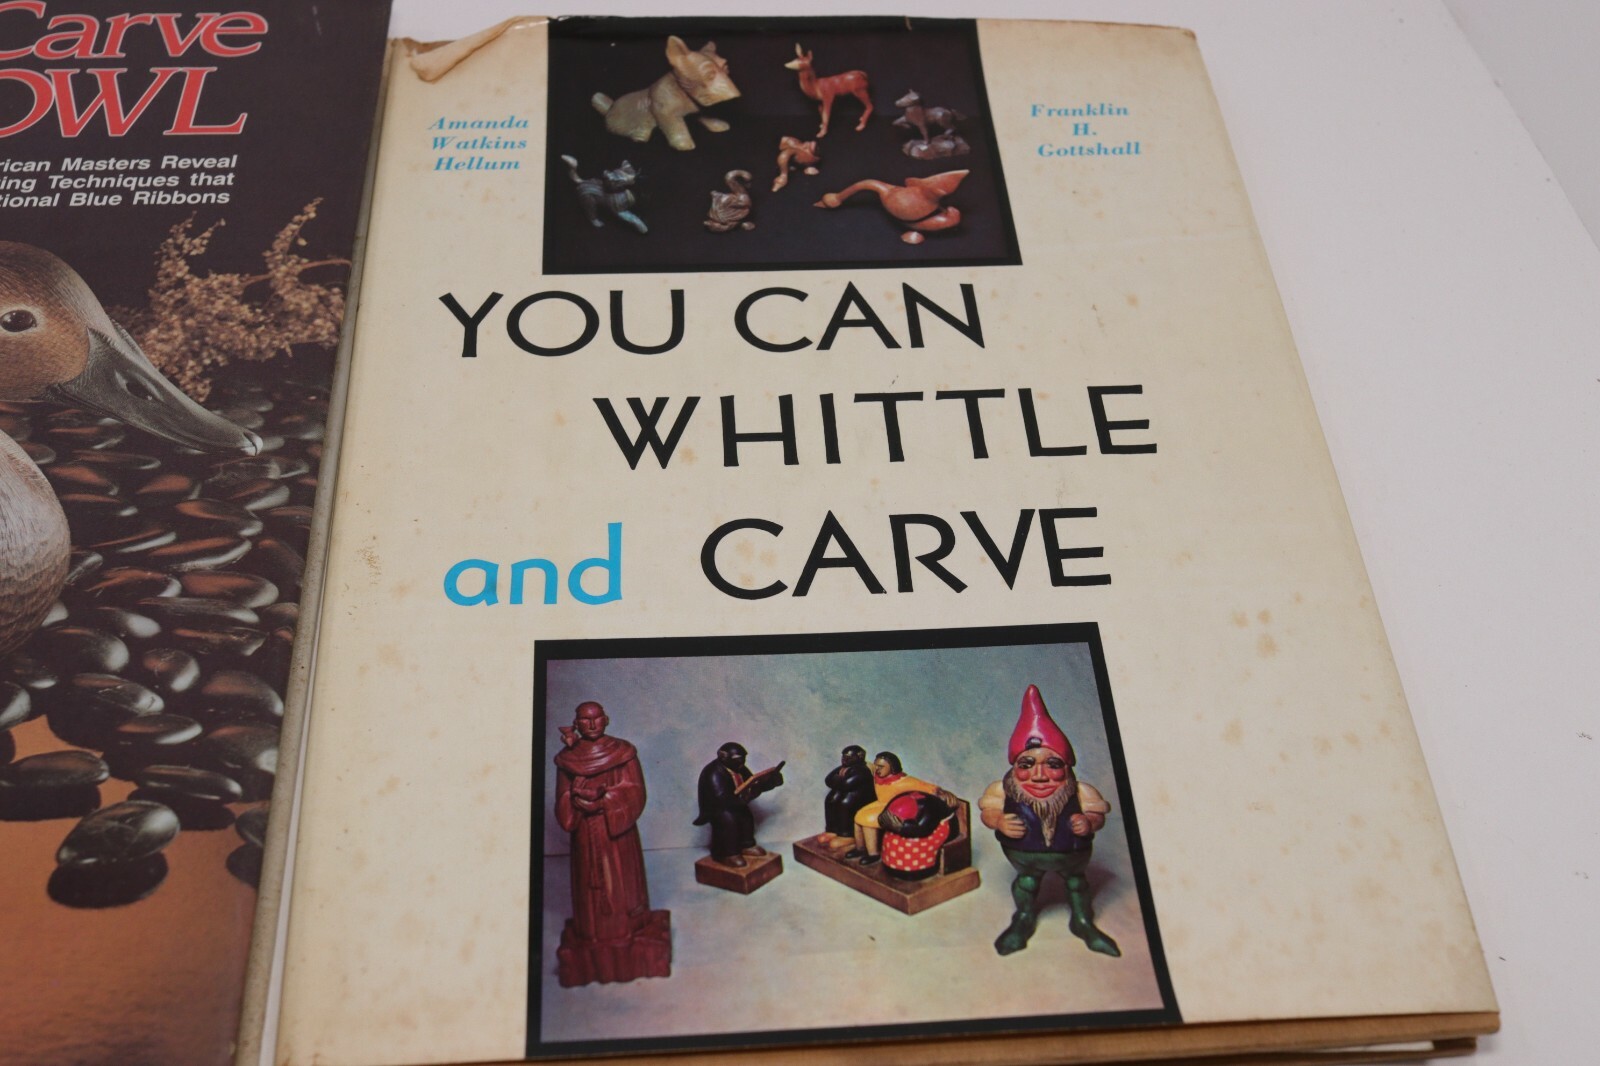 Carve
OWL
rican Masters Reveal
ing Techniques that
tional Blue Ribbons
Amanda
Watkins
Hellum
Franklin
H.
Gottshall
YOU CAN
WHITTLE
and CARVE